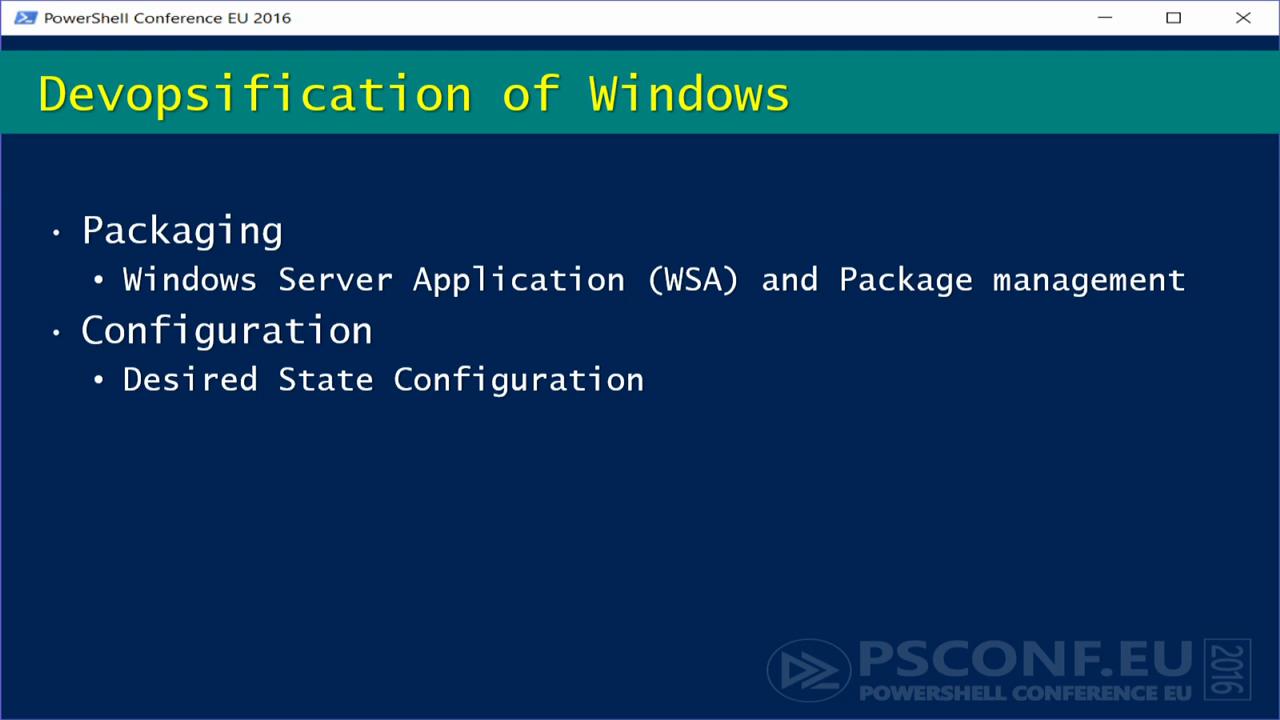 PowerShell Conference EU 2016
Devopsification of Windows
• Packaging
• Windows Server Application (WSA) and Package management
• Configuration
• Desired State Configuration
PSCONF.EU
POWERSHELL CONFERENCE EU
2016